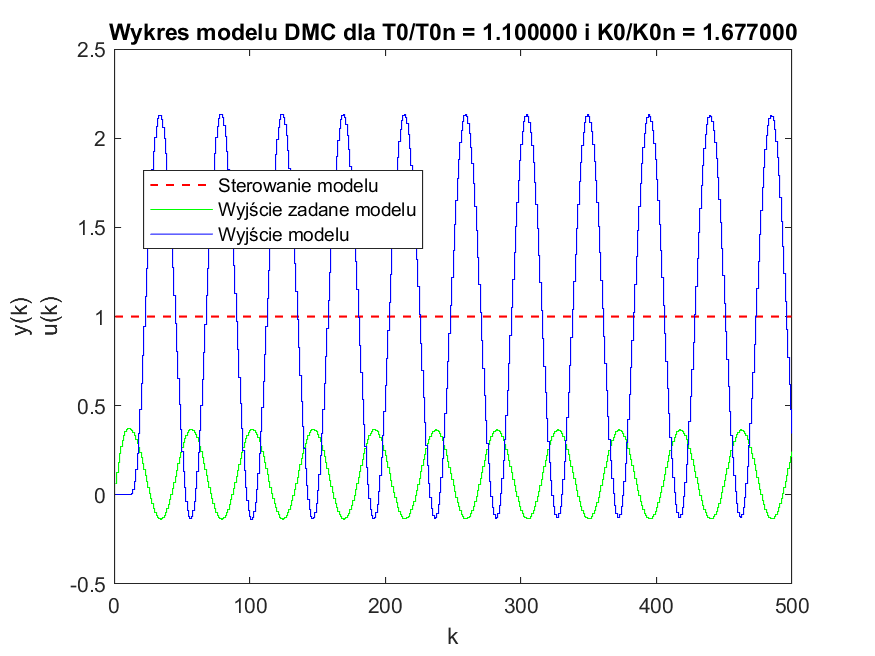 Wykres modelu DMC dla T0/T0n = 1.100000 i K0/K0n = 1.677000
2.5
2
1.5
1
0.5
0
-0.5
y(k)
u(k)
Sterowanie modelu
Wyjście zadane modelu
Wyjście modelu
0
100
200
300
400
500
k